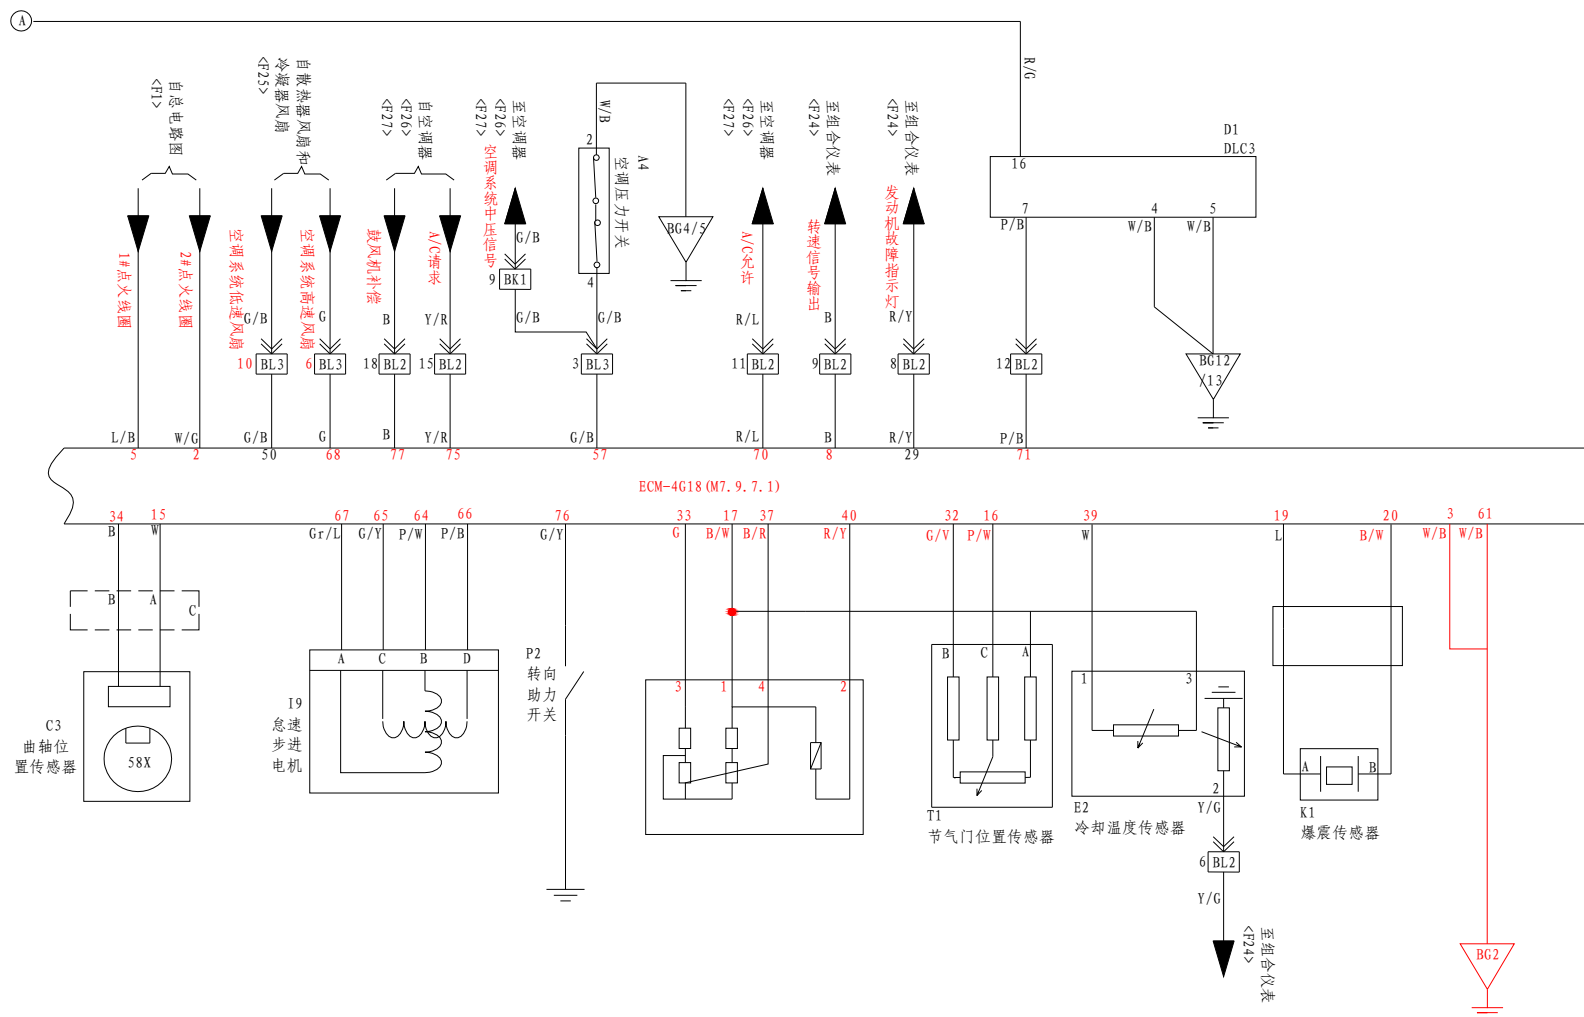 A
R/G
D1
DLC3
16
7
4
5
P/B
W/B
W/B
自总电路图
<F1>
自散热器风扇和
冷凝器风扇
<F25>
自空调器
<F26>
<F27>
至空调器
<F26>
<F27>
W/B
2
A4
空调压力开关
4
BG4/5
至空调器
<F26>
<F27>
至组合仪表
<F24>
至组合仪表
<F24>
1#点火线圈
2#点火线圈
空调系统低速风扇
空调系统高速风扇
鼓风机补偿
A/C请求
空调系统中压信号
A/C允许
转速信号输出
发动机故障指示灯
G/B
9
BK1
G/B
G
B
Y/R
G/B
G/B
R/L
B
R/Y
10
BL3
6
BL3
18
BL2
15
BL2
3
BL3
11
BL2
9
BL2
8
BL2
12
BL2
BG12
/13
L/B
W/G
G/B
G
B
Y/R
G/B
R/L
B
R/Y
P/B
5
2
50
68
77
75
57
70
8
29
71
ECM-4G18(M7.9.7.1)
34
15
67
65
64
66
76
33
17
37
40
32
16
39
19
20
3
61
B
W
Gr/L
G/Y
P/W
P/B
G/Y
G
B/W
B/R
R/Y
G/V
P/W
W
L
B/W
W/B
W/B
B
A
C
A
C
B
D
P2
转向
助力
开关
3
1
4
2
B
C
A
1
3
C3
曲轴位
置传感器
58X
I9
怠速
步进
电机
A
B
2
T1
节气门位置传感器
E2
冷却温度传感器
Y/G
K1
爆震传感器
6
BL2
Y/G
至组合仪表
<F24>
BG2